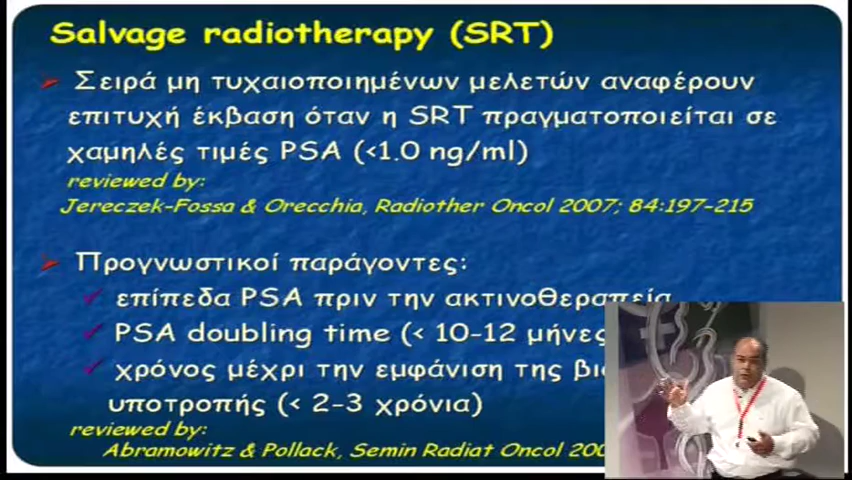 Salvage radiotherapy (SRT)
Σειρά μη τυχαιοποιημένων μελετών αναφέρουν
επιτυχή έκβαση όταν η SRT πραγματοποιείται σε
χαμηλές τιμές PSA (<1.0 ng/ml)
reviewed by:
Jereczek-Fossa & Orecchia, Radiother Oncol 2007; 84:197-215
Προγνωστικοί παράγοντες:
επίπεδα PSA πριν την ακτινοθεραπεία
PSA doubling time (< 10-12 μήνες
χρόνος μέχρι την εμφάνιση της
υποτροπής (< 2-3 χρόνια)
reviewed by:
Abramowitz & Pollack, Semin Radiat Oncol